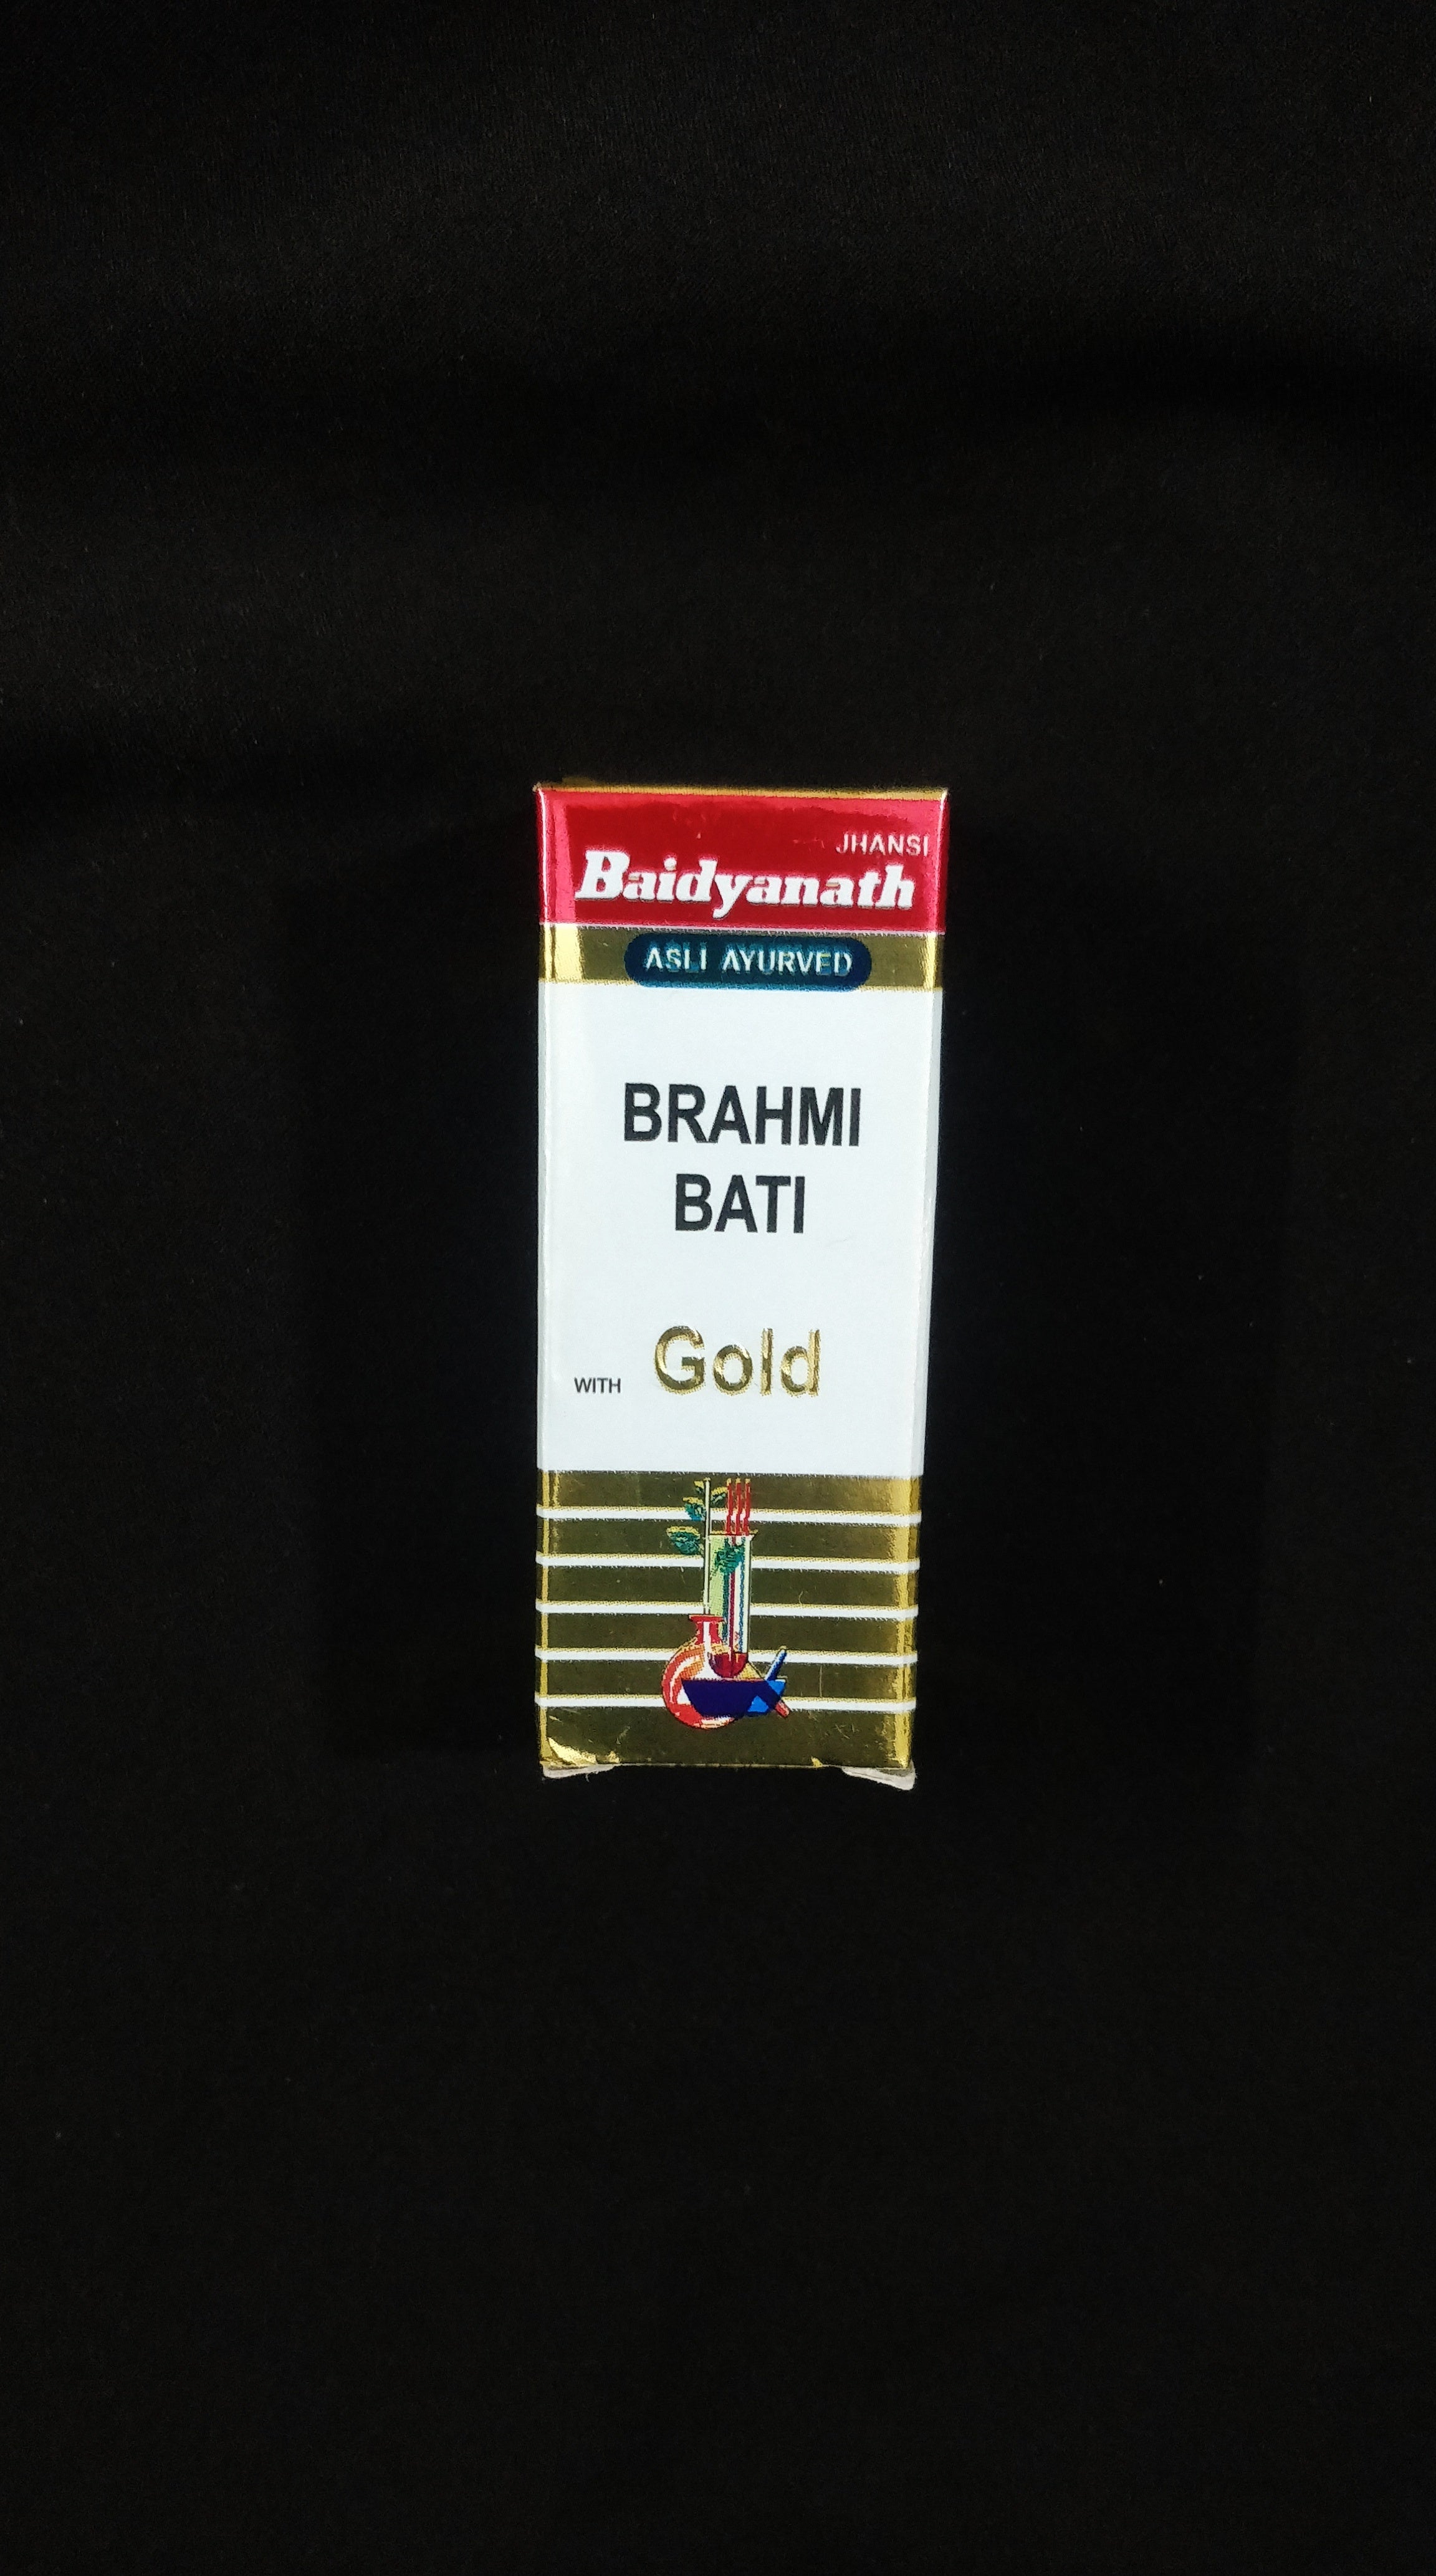 JHANSI
Baidyanath
ASLI AYURVED
BRAHMI
BATI
WITH Gold